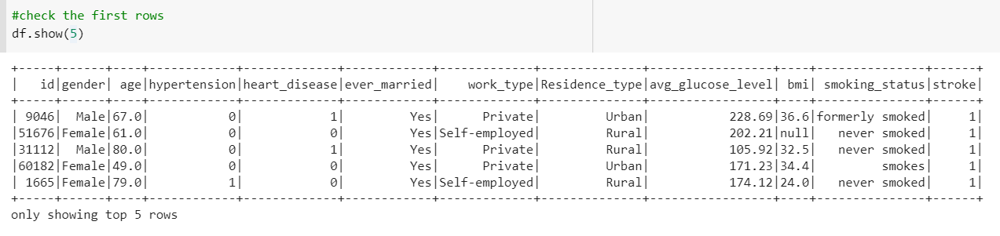 #check the first rows
df.show(5)
+-----+------+----+------------+-------------+------------+-------------+--------------+-----------------+----+---------------+------+
|   id|gender| age|hypertension|heart_disease|ever_married|    work_type|Residence_type|avg_glucose_level| bmi| smoking_status|stroke|
+-----+------+----+------------+-------------+------------+-------------+--------------+-----------------+----+---------------+------+
| 9046|  Male|67.0|           0|            1|         Yes|      Private|         Urban|           228.69|36.6|formerly smoked|     1|
|51676|Female|61.0|           0|            0|         Yes|Self-employed|         Rural|           202.21|null|   never smoked|     1|
|31112|  Male|80.0|           0|            1|         Yes|      Private|         Rural|           105.92|32.5|   never smoked|     1|
|60182|Female|49.0|           0|            0|         Yes|      Private|         Urban|           171.23|34.4|         smokes|     1|
| 1665|Female|79.0|           1|            0|         Yes|Self-employed|         Rural|           174.12|24.0|   never smoked|     1|
+-----+------+----+------------+-------------+------------+-------------+--------------+-----------------+----+---------------+------+
only showing top 5 rows